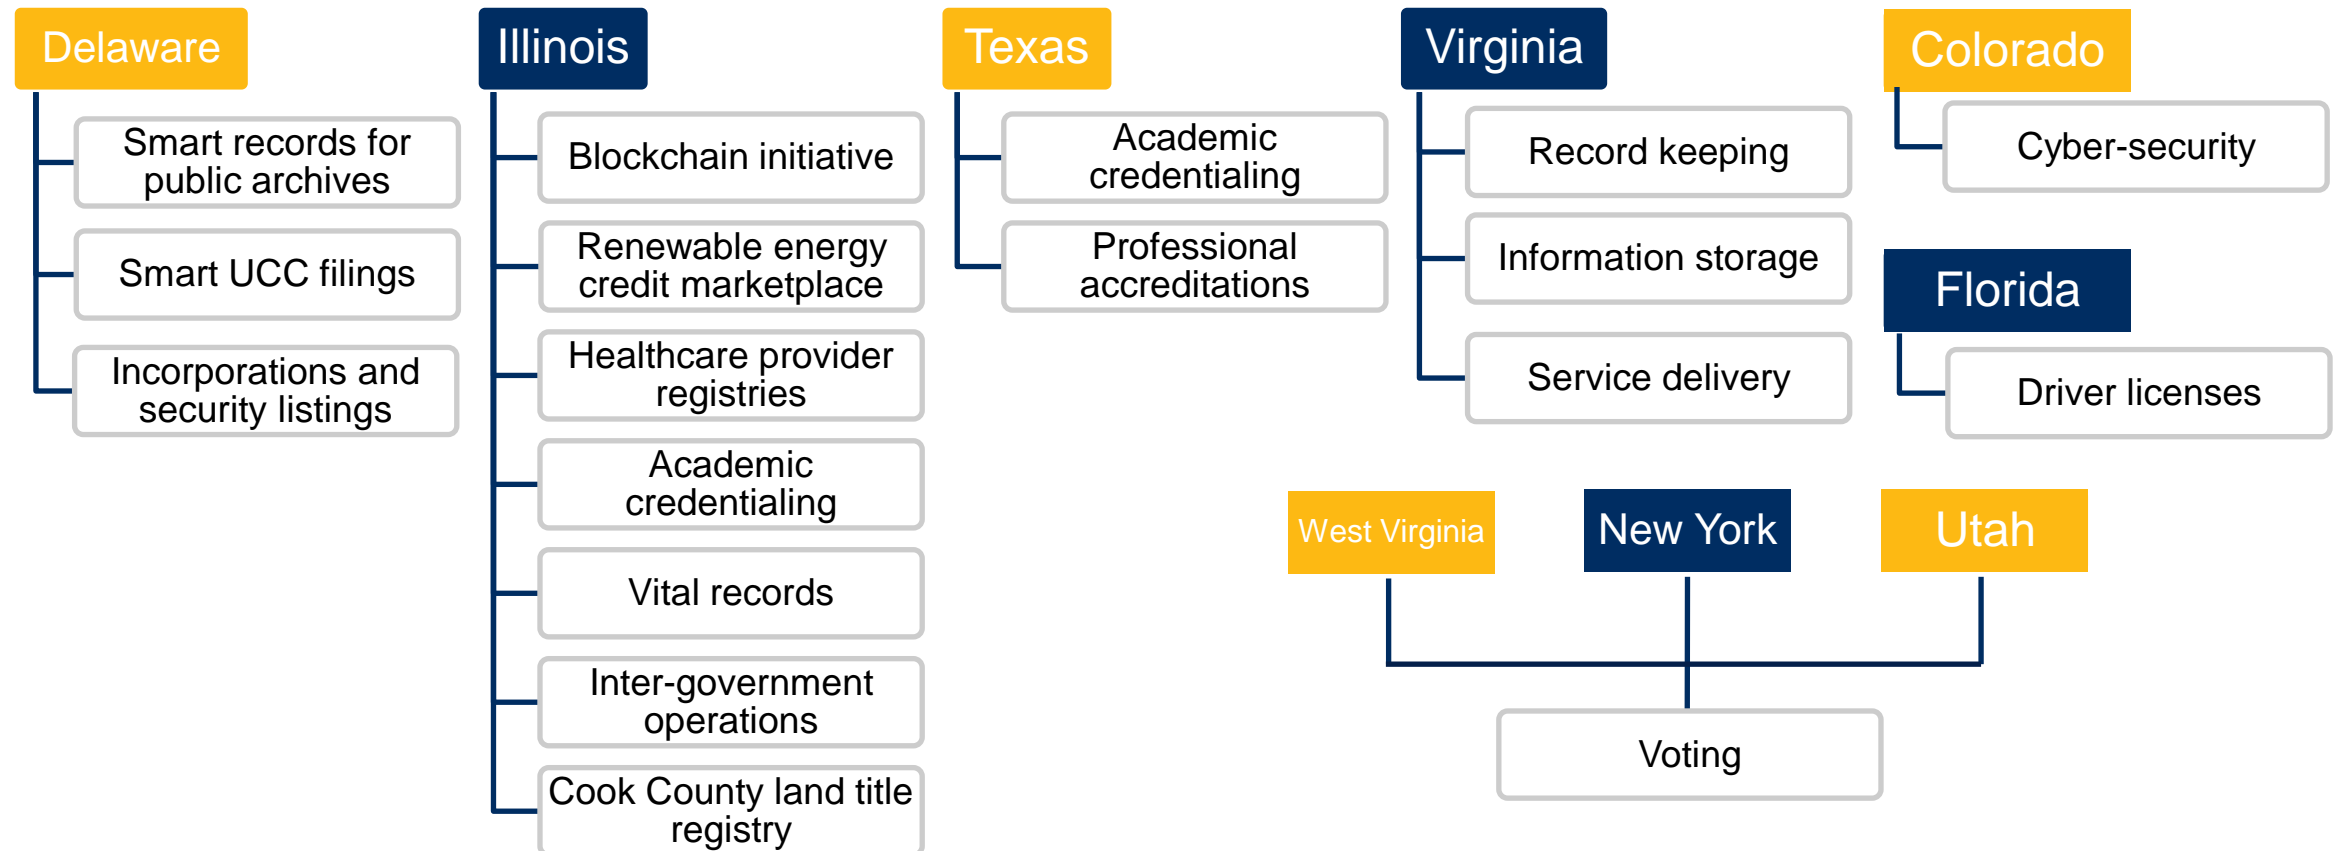 Delaware
Smart records for
public archives
Smart UCC filings
Incorporations and
security listings
Illinois
Blockchain initiative
Renewable energy
credit marketplace
Healthcare provider
registries
Academic
credentialing
Vital records
Inter-government
operations
Cook County land title
registry
Texas
Academic
credentialing
Professional
accreditations
Virginia
Record keeping
Information storage
Service delivery
Colorado
Cyber-security
Florida
Driver licenses
West Virginia
New York
Utah
Voting